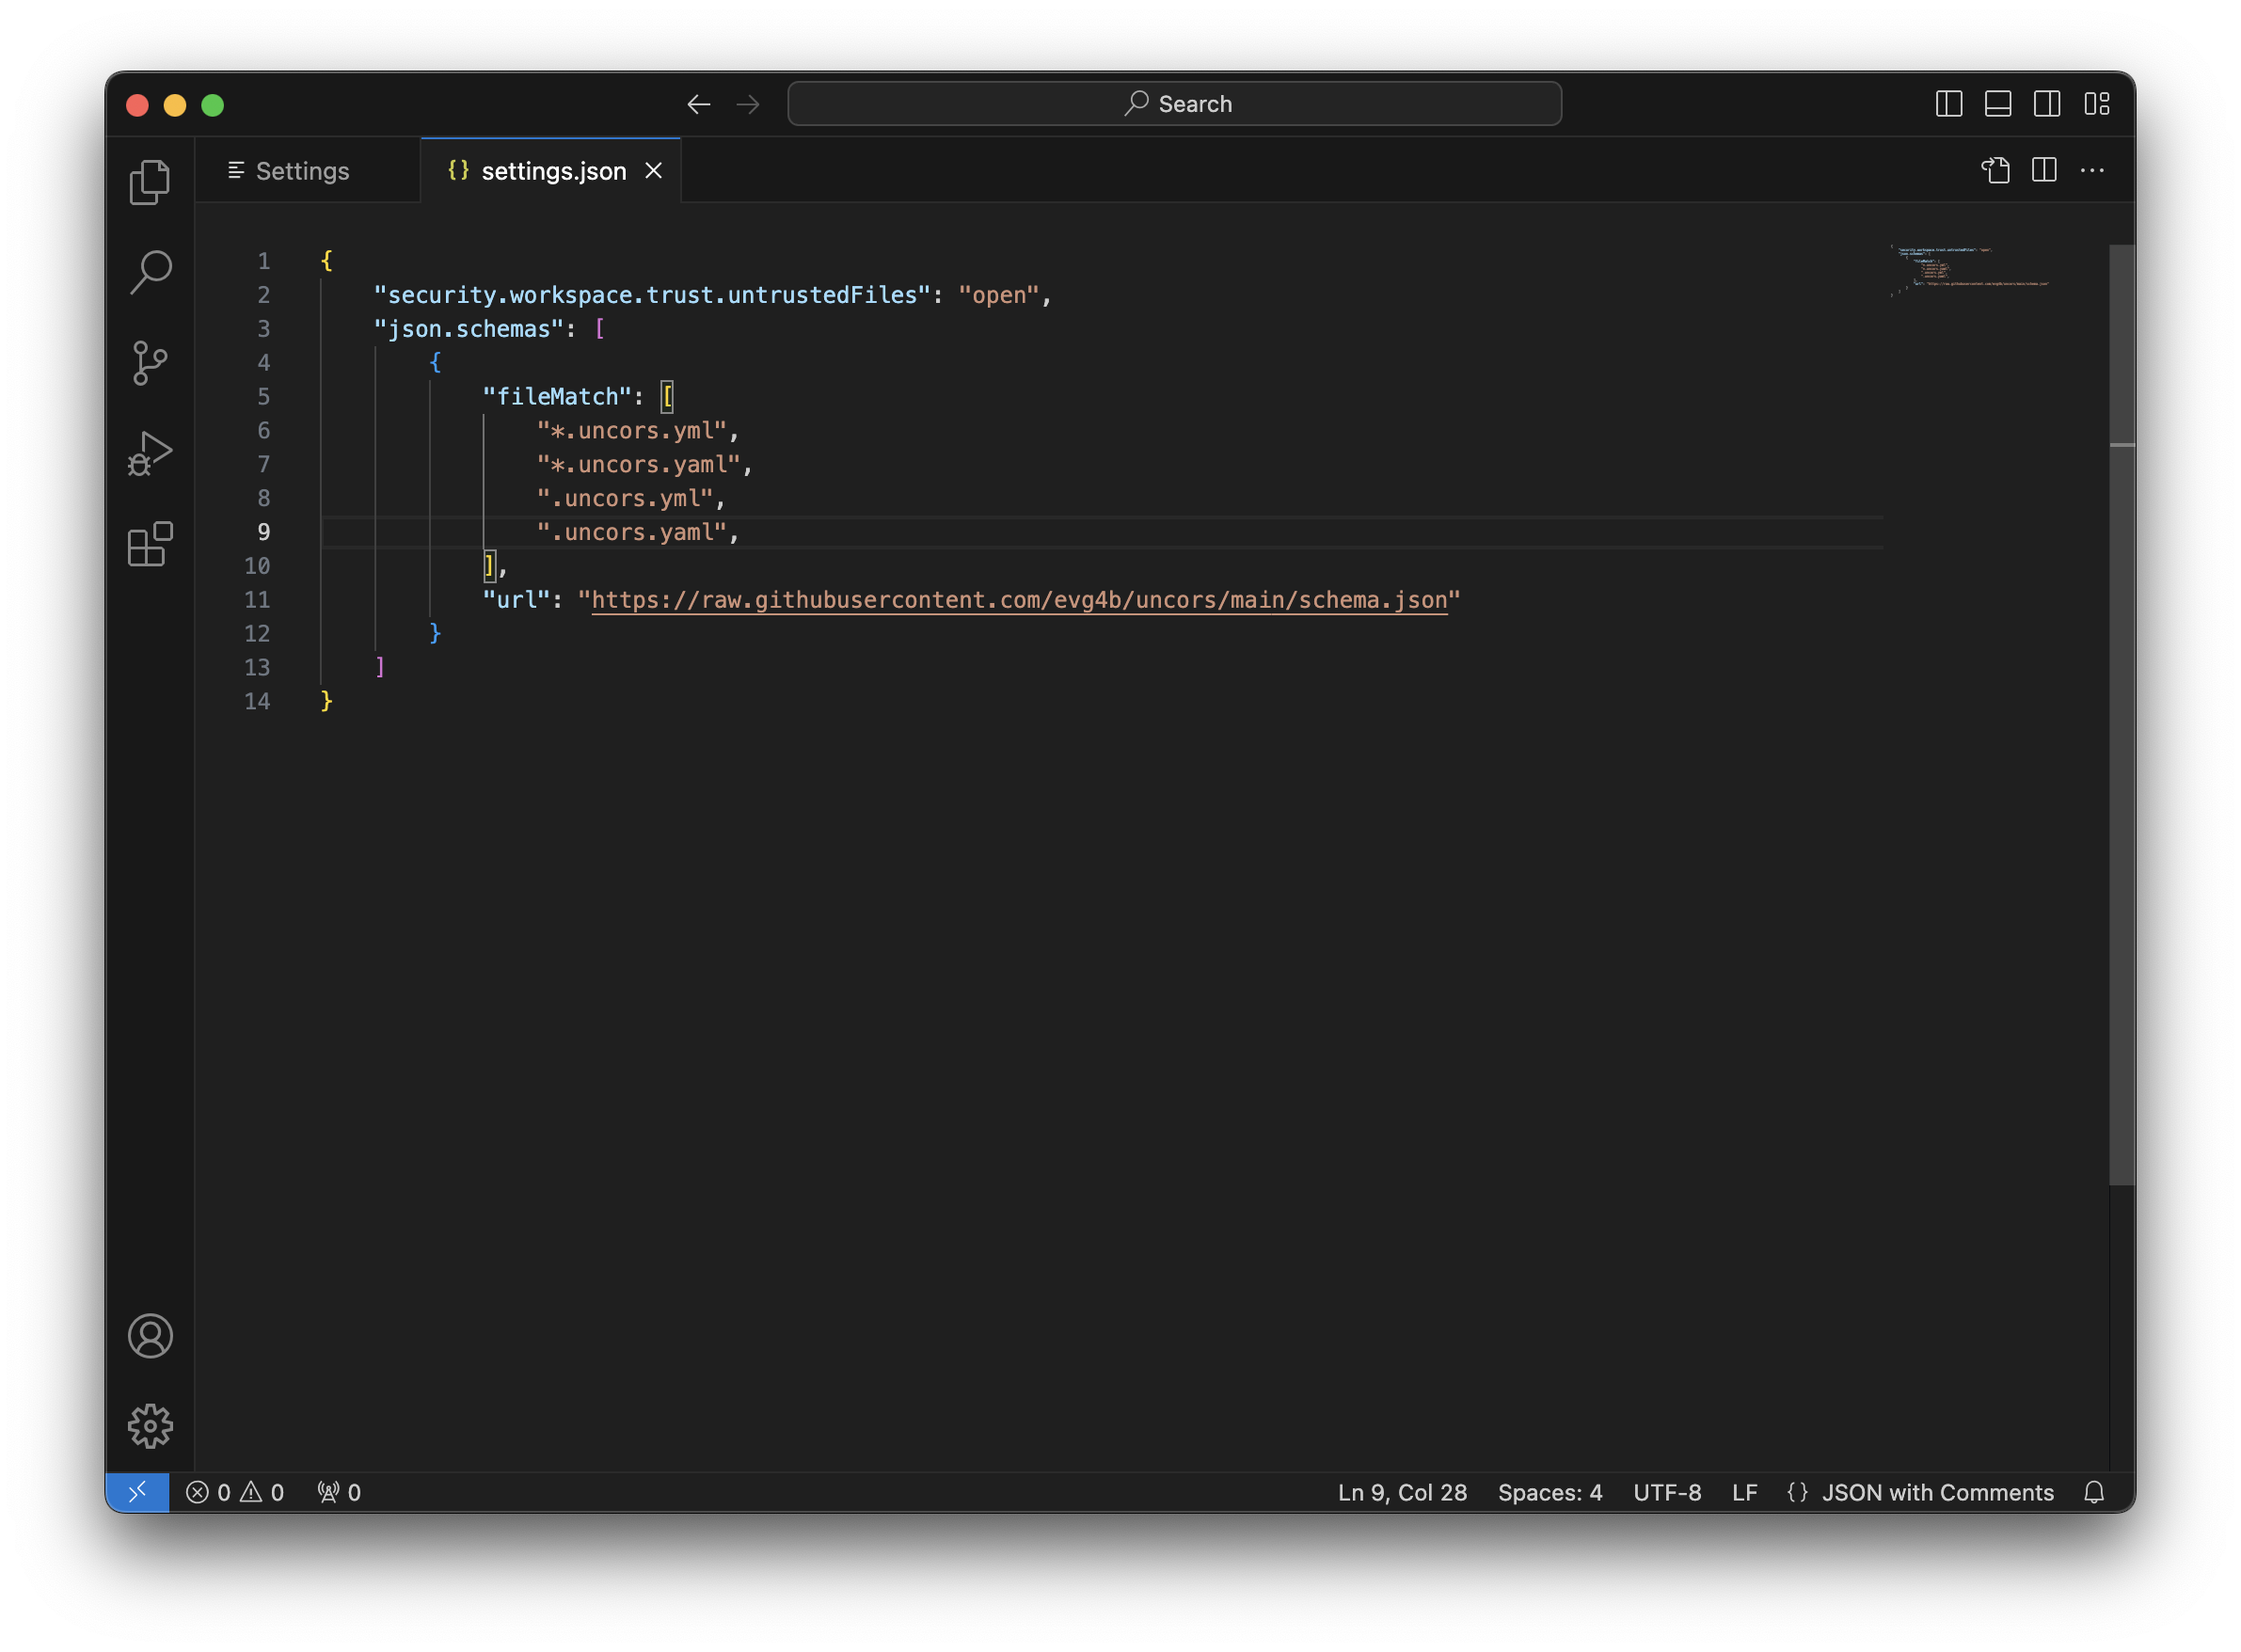 Search
Settings
{} settings.json
1 {
2     "security.workspace.trust.untrustedFiles": "open",
3     "json.schemas": [
4         {
5             "fileMatch": [
6                 "*.uncors.yml",
7                 "*.uncors.yaml",
8                 ".uncors.yml",
9                 ".uncors.yaml",
10             ],
11             "url": "https://raw.githubusercontent.com/evg4b/uncors/main/schema.json"
12         }
13     ]
14 }
0 0 0 Ln 9, Col 28 Spaces: 4 UTF-8 LF {} JSON with Comments